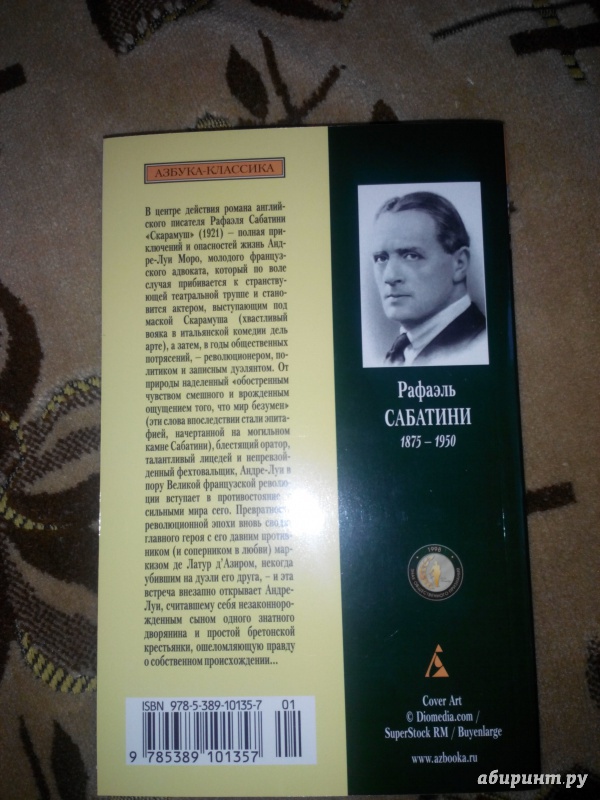 АЗБУКА-КЛАССИКА
В центре действия романа англий-
ского писателя Рафаэля Сабатини
«Скарамуш» (1921) – полная при-
ключений и опасностей жизнь Анд-
ре-Луи Моро, молодого француз-
ского адвоката, который по воле
случая прибивается к странству-
ющей театральной труппе и стано-
вится актером, выступающим под
маской Скарамуша (хвастливый
вояка в итальянской комедии дель
арте), а затем, в годы общественных
потрясений, – революционером, по-
литиком и записным дуэлянтом. От
природы наделенный «обостренным
чувством смешного и врожденным
ощущением того, что мир безумен»
(эти слова впоследствии стали эпита-
фией, начертанной на могильном
камне Сабатини), блестящий оратор,
талантливый лицедей и непревзой-
денный фехтовальщик, Андре-Луи в
пору Великой французской револю-
ции вступает в противостояние с
сильными мира сего. Преврат
революционной эпохи вновь сво
главного героя с его давним против-
ником (и соперником в любви) мар-
кизом де Латур д'Азиром, некогда
убившим на дуэли его друга, – и эта
встреча внезапно открывает Андре-
Луи, считавшему себя незаконнорож-
денным сыном одного знатного
дворянина и простой бретонской
крестьянки, ошеломляющую правду
о собственном происхождении...
ISBN 978-5-389-10135-7 01
9 785389 101357
Рафаэль
САБАТИНИ
1875 – 1950
1996
Cover Art
© Diomedia.com /
SuperStock RM / Buyenlarge
www.azbooka.ru
абиринт.ру